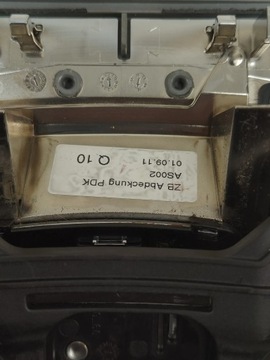 ZB Abdeckung PDK
AS002
01.09.11
Q 10